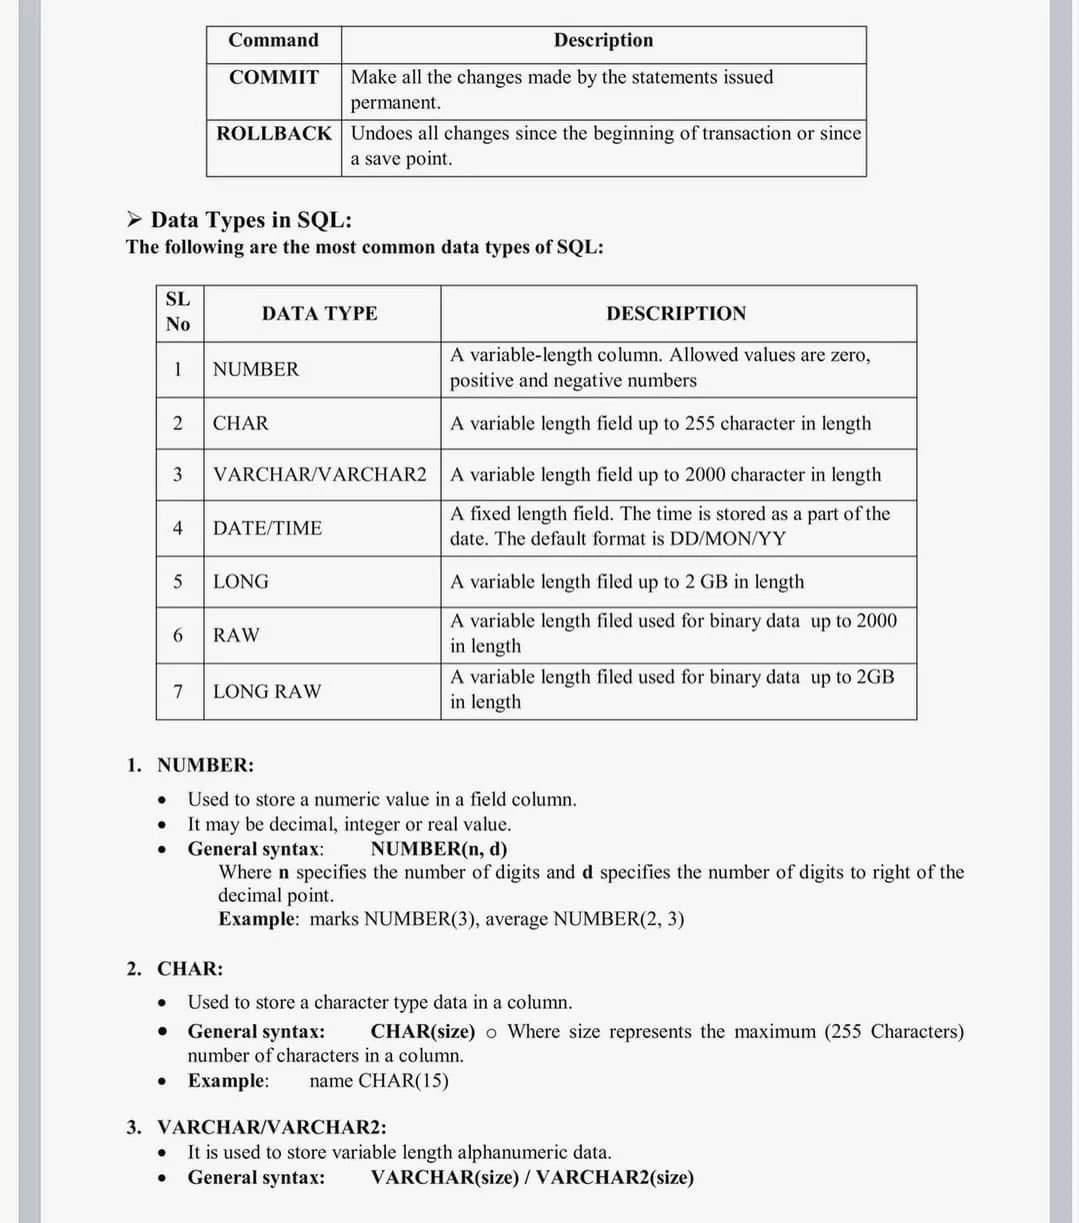 Command Description
COMMIT Make all the changes made by the statements issued
permanent.
ROLLBACK Undoes all changes since the beginning of transaction or since
a save point.
➢ Data Types in SQL:
The following are the most common data types of SQL:
SL
No
DATA TYPE DESCRIPTION
1 NUMBER
A variable-length column. Allowed values are zero,
positive and negative numbers
2 CHAR A variable length field up to 255 character in length
3 VARCHAR/VARCHAR2 A variable length field up to 2000 character in length
4 DATE/TIME
A fixed length field. The time is stored as a part of the
date. The default format is DD/MON/YY
5 LONG A variable length filed up to 2 GB in length
6 RAW
A variable length filed used for binary data up to 2000
in length
7 LONG RAW
A variable length filed used for binary data up to 2GB
in length
1. NUMBER:
• Used to store a numeric value in a field column.
• It may be decimal, integer or real value.
• General syntax: NUMBER(n, d)
Where n specifies the number of digits and d specifies the number of digits to right of the
decimal point.
Example: marks NUMBER(3), average NUMBER(2, 3)
2. CHAR:
• Used to store a character type data in a column.
• General syntax: CHAR(size) o Where size represents the maximum (255 Characters)
number of characters in a column.
• Example: name CHAR(15)
3. VARCHAR/VARCHAR2:
• It is used to store variable length alphanumeric data.
• General syntax: VARCHAR(size) / VARCHAR2(size)